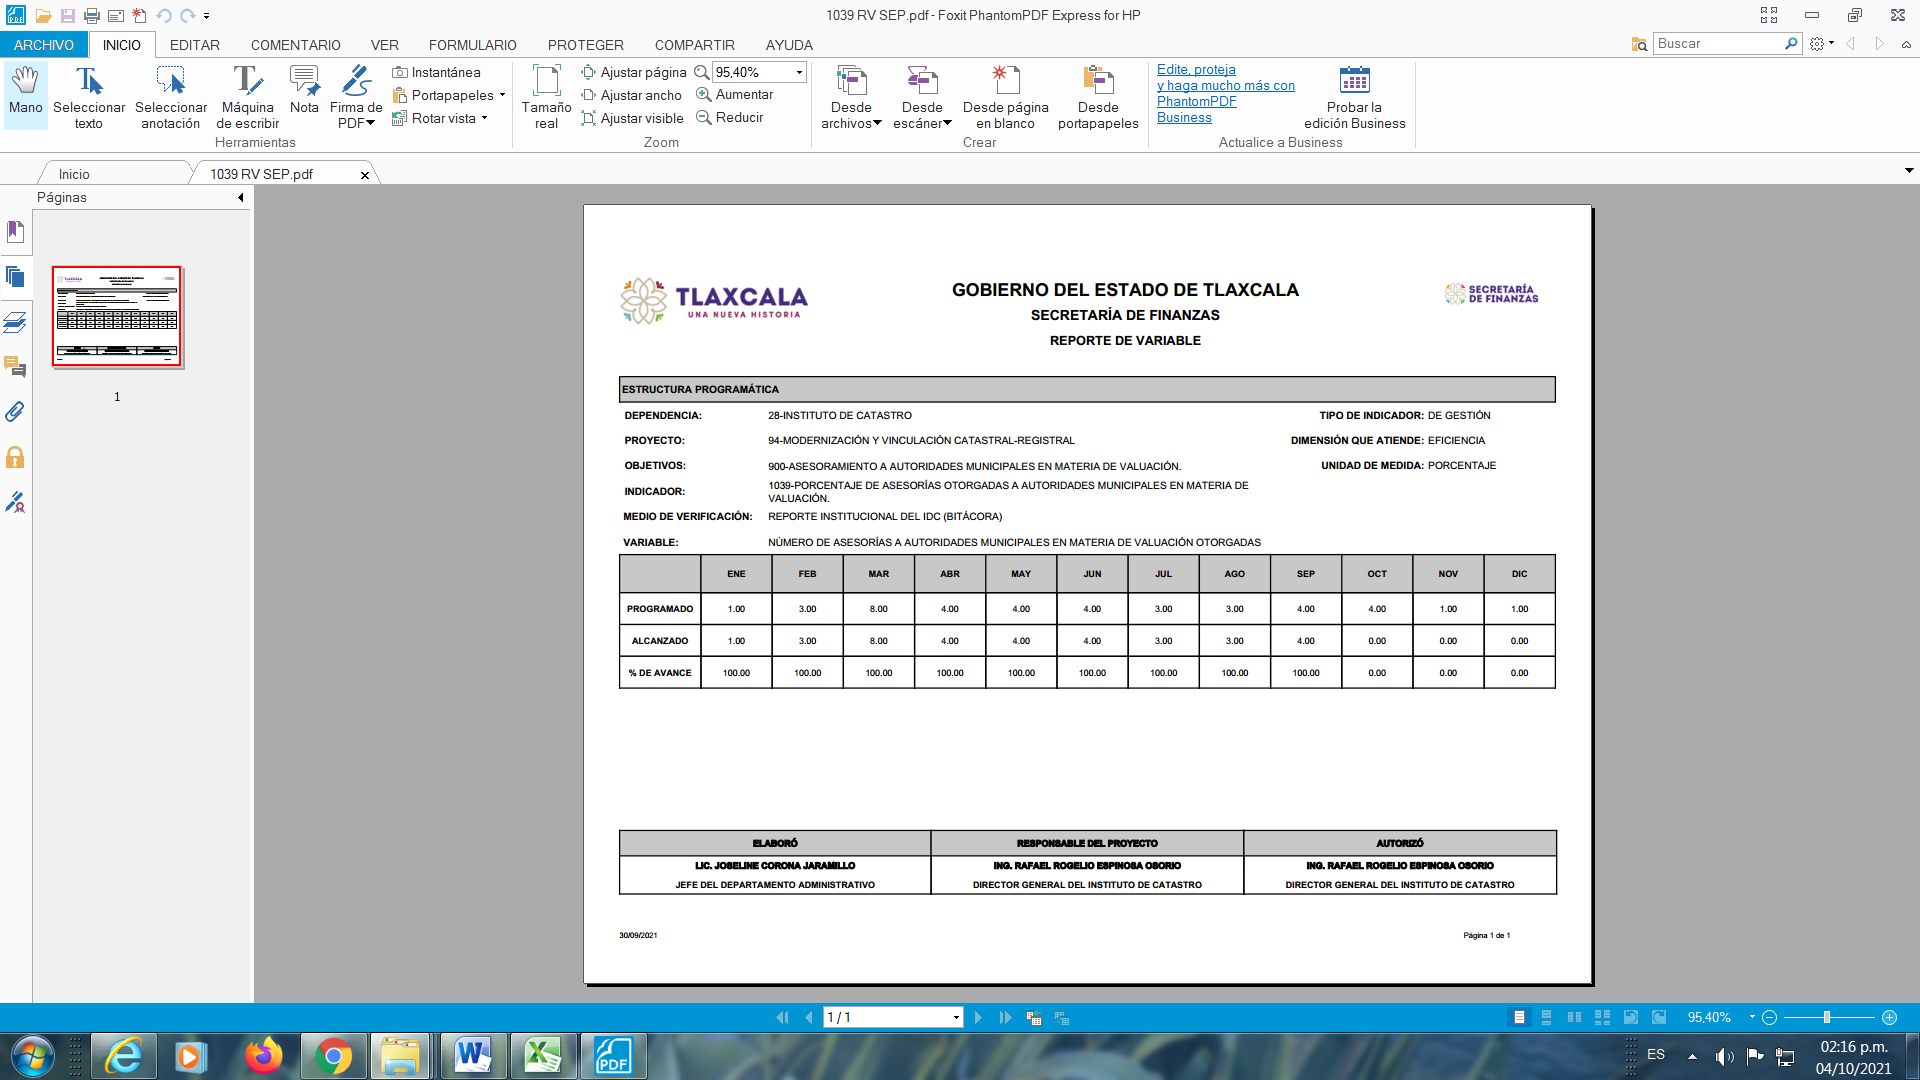 1039 RV SEP.pdf - Foxit PhantomPDF Express for HP
ARCHIVO INICIO EDITAR COMENTARIO VER FORMULARIO PROTEGER COMPARTIR AYUDA
Buscar
Mano
Seleccionar texto
Seleccionar anotación
Máquina de escribir
Nota
Firma de PDF
Instantánea
Portapapeles
Rotar vista
Herramientas
Tamaño real
Ajustar página
Ajustar ancho
Ajustar visible
95,40%
Aumentar
Reducir
Zoom
Desde archivos
Desde escáner
Desde página en blanco
Desde portapapeles
Crear
Edite, proteja
y haga mucho más con
PhantomPDF
Business
Probar la edición Business
Actualice a Business
Inicio
1039 RV SEP.pdf
Páginas
1
TLAXCALA
UNA NUEVA HISTORIA
GOBIERNO DEL ESTADO DE TLAXCALA
SECRETARÍA DE FINANZAS
REPORTE DE VARIABLE
SECRETARÍA
DE FINANZAS
ESTRUCTURA PROGRAMÁTICA
DEPENDENCIA: 28-INSTITUTO DE CATASTRO TIPO DE INDICADOR: DE GESTIÓN
PROYECTO: 94-MODERNIZACIÓN Y VINCULACIÓN CATASTRAL-REGISTRAL DIMENSIÓN QUE ATIENDE: EFICIENCIA
OBJETIVOS: 900-ASESORAMIENTO A AUTORIDADES MUNICIPALES EN MATERIA DE VALUACIÓN. UNIDAD DE MEDIDA: PORCENTAJE
INDICADOR: 1039-PORCENTAJE DE ASESORÍAS OTORGADAS A AUTORIDADES MUNICIPALES EN MATERIA DE
VALUACIÓN.
MEDIO DE VERIFICACIÓN: REPORTE INSTITUCIONAL DEL IDC (BITÁCORA)
VARIABLE: NÚMERO DE ASESORÍAS A AUTORIDADES MUNICIPALES EN MATERIA DE VALUACIÓN OTORGADAS
ENE FEB MAR ABR MAY JUN JUL AGO SEP OCT NOV DIC
PROGRAMADO 1.00 3.00 8.00 4.00 4.00 4.00 3.00 3.00 4.00 4.00 1.00 1.00
ALCANZADO 1.00 3.00 8.00 4.00 4.00 4.00 3.00 3.00 4.00 0.00 0.00 0.00
% DE AVANCE 100.00 100.00 100.00 100.00 100.00 100.00 100.00 100.00 100.00 0.00 0.00 0.00
ELABORÓ RESPONSABLE DEL PROYECTO AUTORIZÓ
LIC. JOSELINE CORONA JARAMILLO ING. RAFAEL ROGELIO ESPINOSA OSORIO ING. RAFAEL ROGELIO ESPINOSA OSORIO
JEFE DEL DEPARTAMENTO ADMINISTRATIVO DIRECTOR GENERAL DEL INSTITUTO DE CATASTRO DIRECTOR GENERAL DEL INSTITUTO DE CATASTRO
30/09/2021 Página 1 de 1
1 / 1
95,40%
ES
02:16 p.m.
04/10/2021